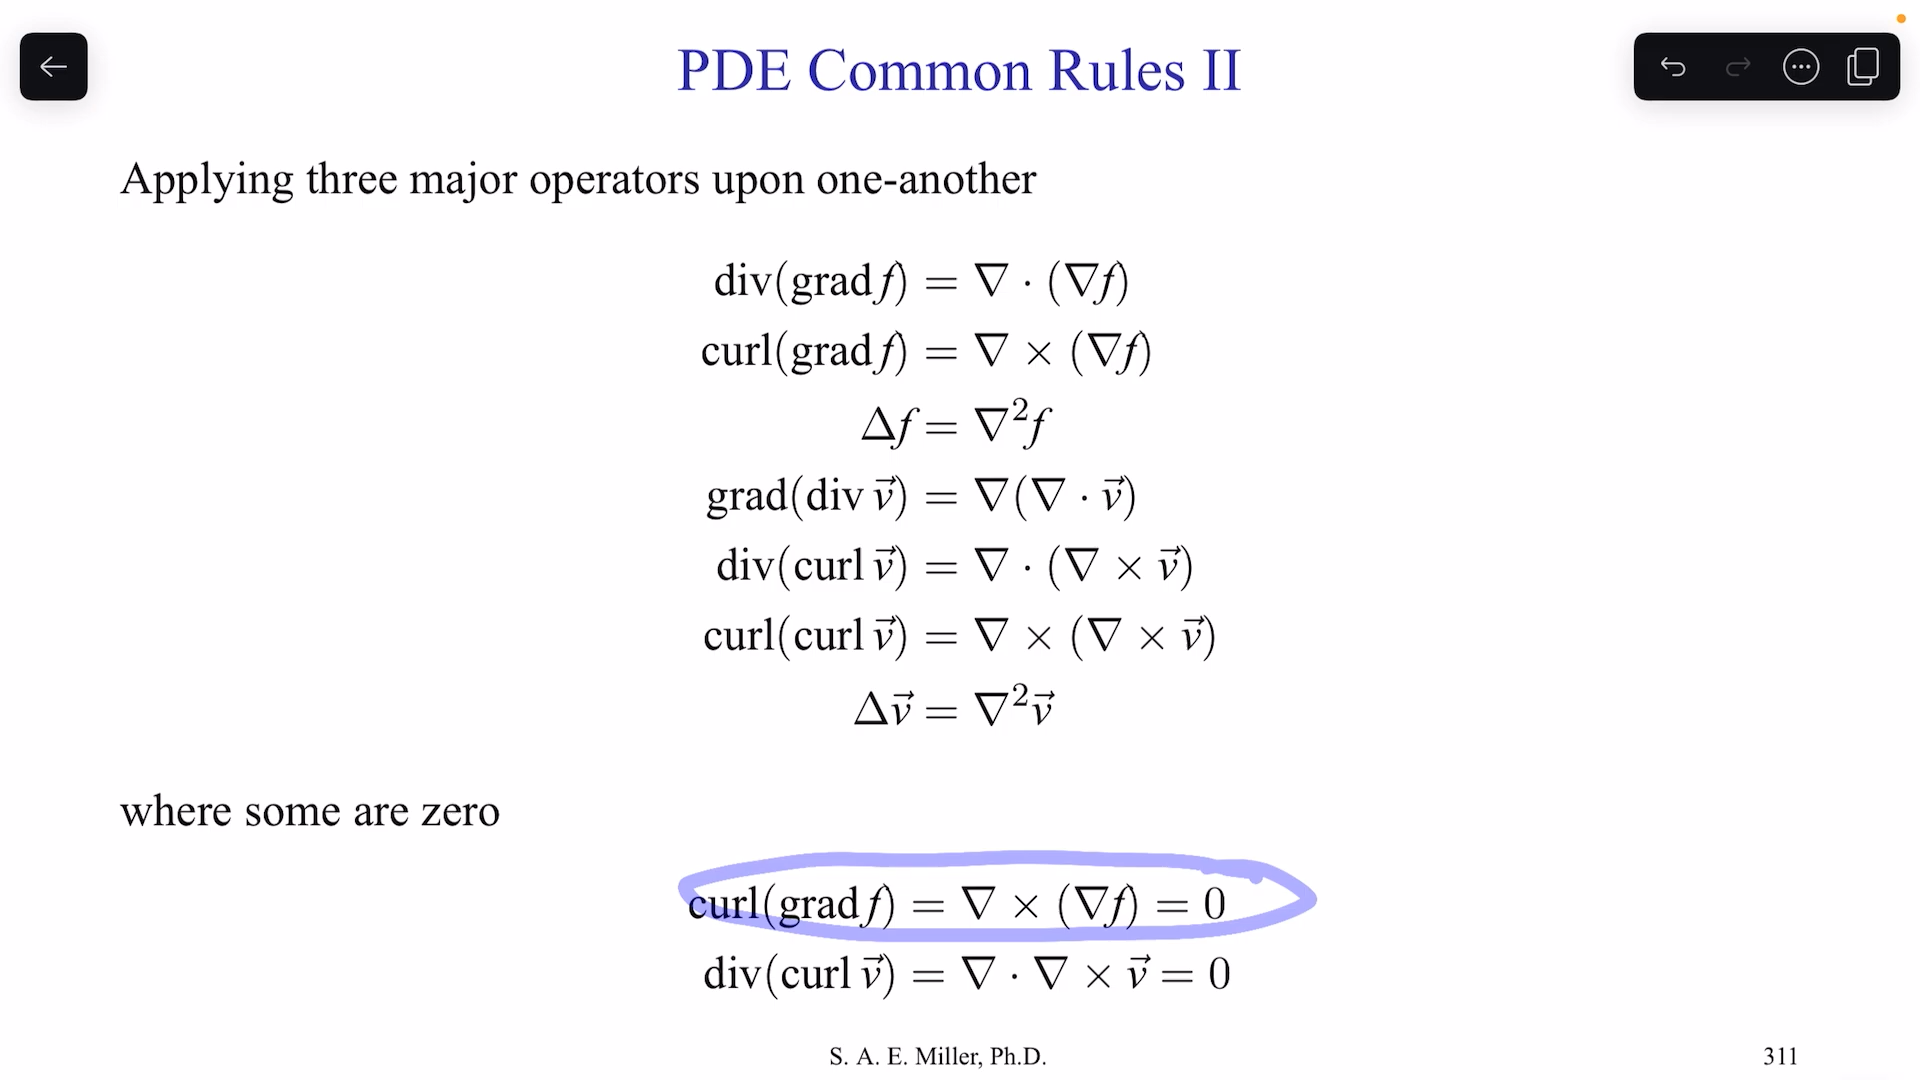 PDE Common Rules II
Applying three major operators upon one-another
div(grad f) = ∇ · (∇f)
curl(grad f) = ∇ × (∇f)
Δf = ∇²f
grad(div v⃗) = ∇(∇ · v⃗)
div(curl v⃗) = ∇ · (∇ × v⃗)
curl(curl v⃗) = ∇ × (∇ × v⃗)
Δv⃗ = ∇²v⃗
where some are zero
curl(grad f) = ∇ × (∇f) = 0
div(curl v⃗) = ∇ · ∇ × v⃗ = 0
S. A. E. Miller, Ph.D.
311